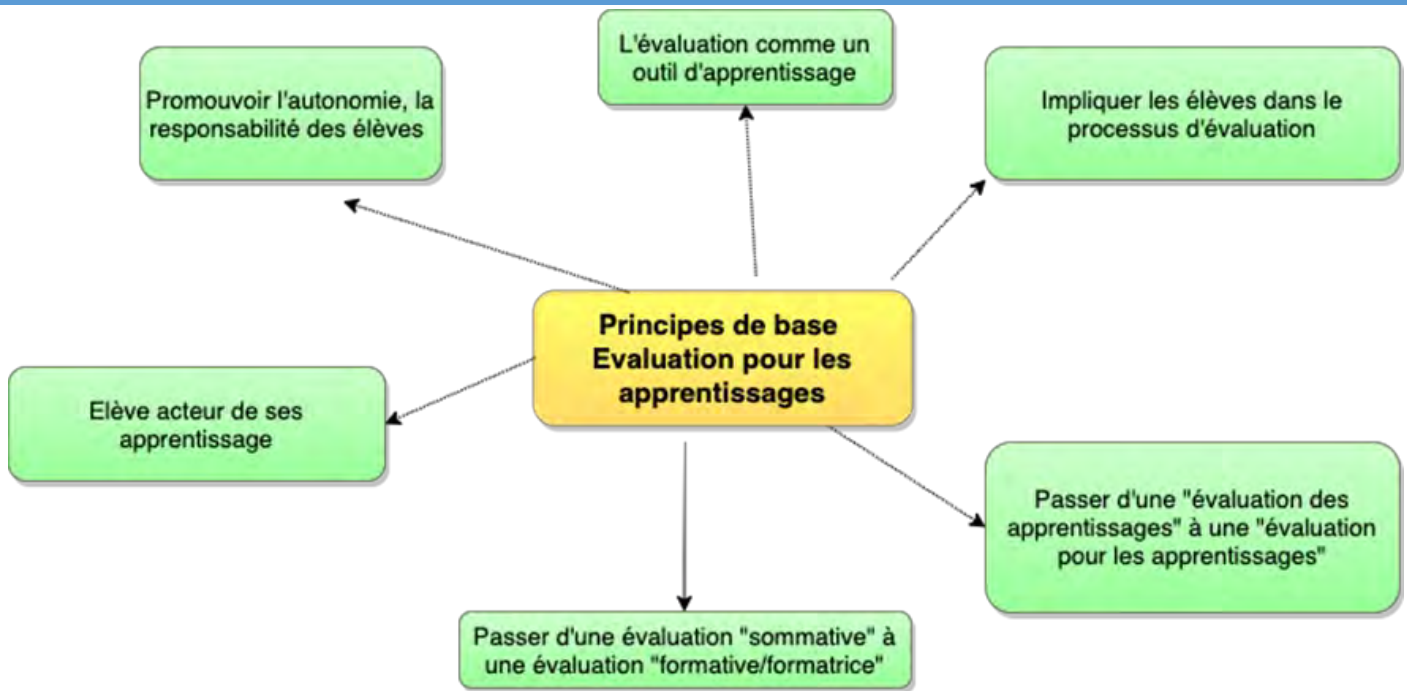 L'évaluation comme un
outil d'apprentissage
Promouvoir l'autonomie, la
responsabilité des élèves
Impliquer les élèves dans le
processus d'évaluation
Principes de base
Evaluation pour les
apprentissages
Elève acteur de ses
apprentissage
Passer d'une "évaluation des
apprentissages" à une "évaluation
pour les apprentissages"
Passer d'une évaluation "sommative" à
une évaluation "formative/formatrice"